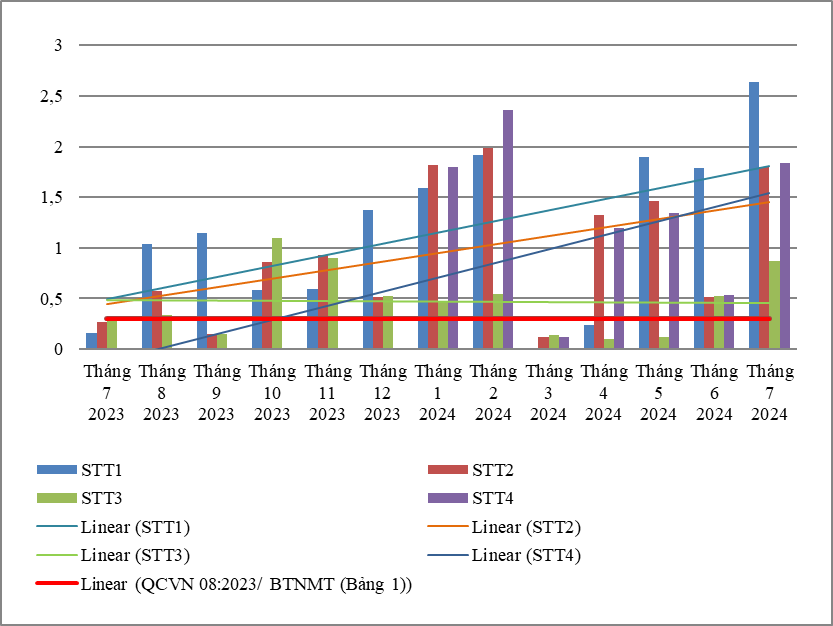 3
2,5
2
1,5
1
0,5
0
Tháng 7 2023
Tháng 8 2023
Tháng 9 2023
Tháng 10 2023
Tháng 11 2023
Tháng 12 2023
Tháng 1 2024
Tháng 2 2024
Tháng 3 2024
Tháng 4 2024
Tháng 5 2024
Tháng 6 2024
Tháng 7 2024
STT1
STT2
STT3
STT4
Linear (STT1)
Linear (STT2)
Linear (STT3)
Linear (STT4)
Linear (QCVN 08:2023/ BTNMT (Bảng 1))